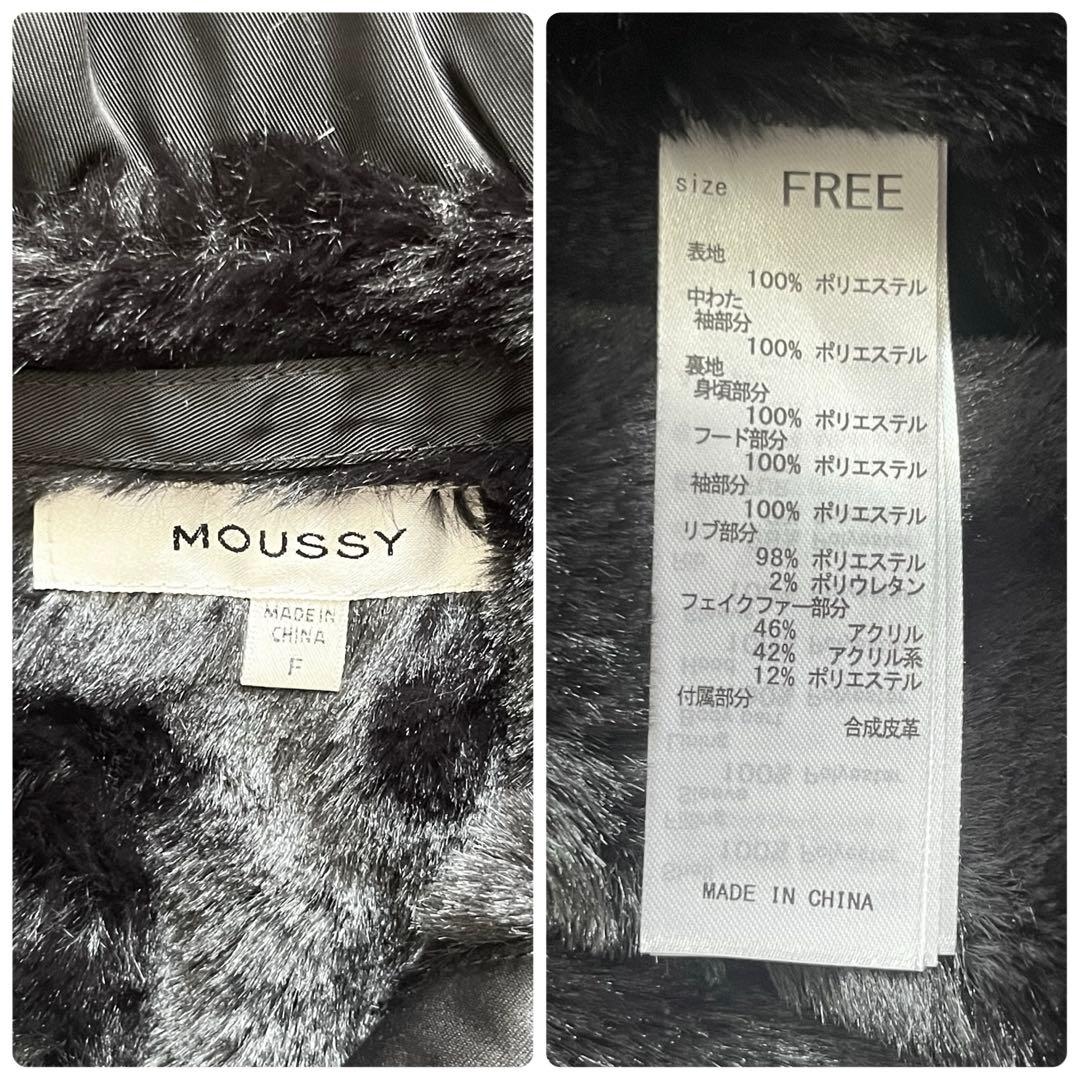 MOUSSY
MADE IN
CHINA
F
size FREE
表地
100% ポリエステル
中わた
袖部分
100% ポリエステル
裏地
身頃部分
100% ポリエステル
フード部分
100% ポリエステル
袖部分
100% ポリエステル
リブ部分
98% ポリエステル
2% ポリウレタン
フェイクファー部分
46% アクリル
42% アクリル系
12% ポリエステル
付属部分
合成皮革
MADE IN CHINA